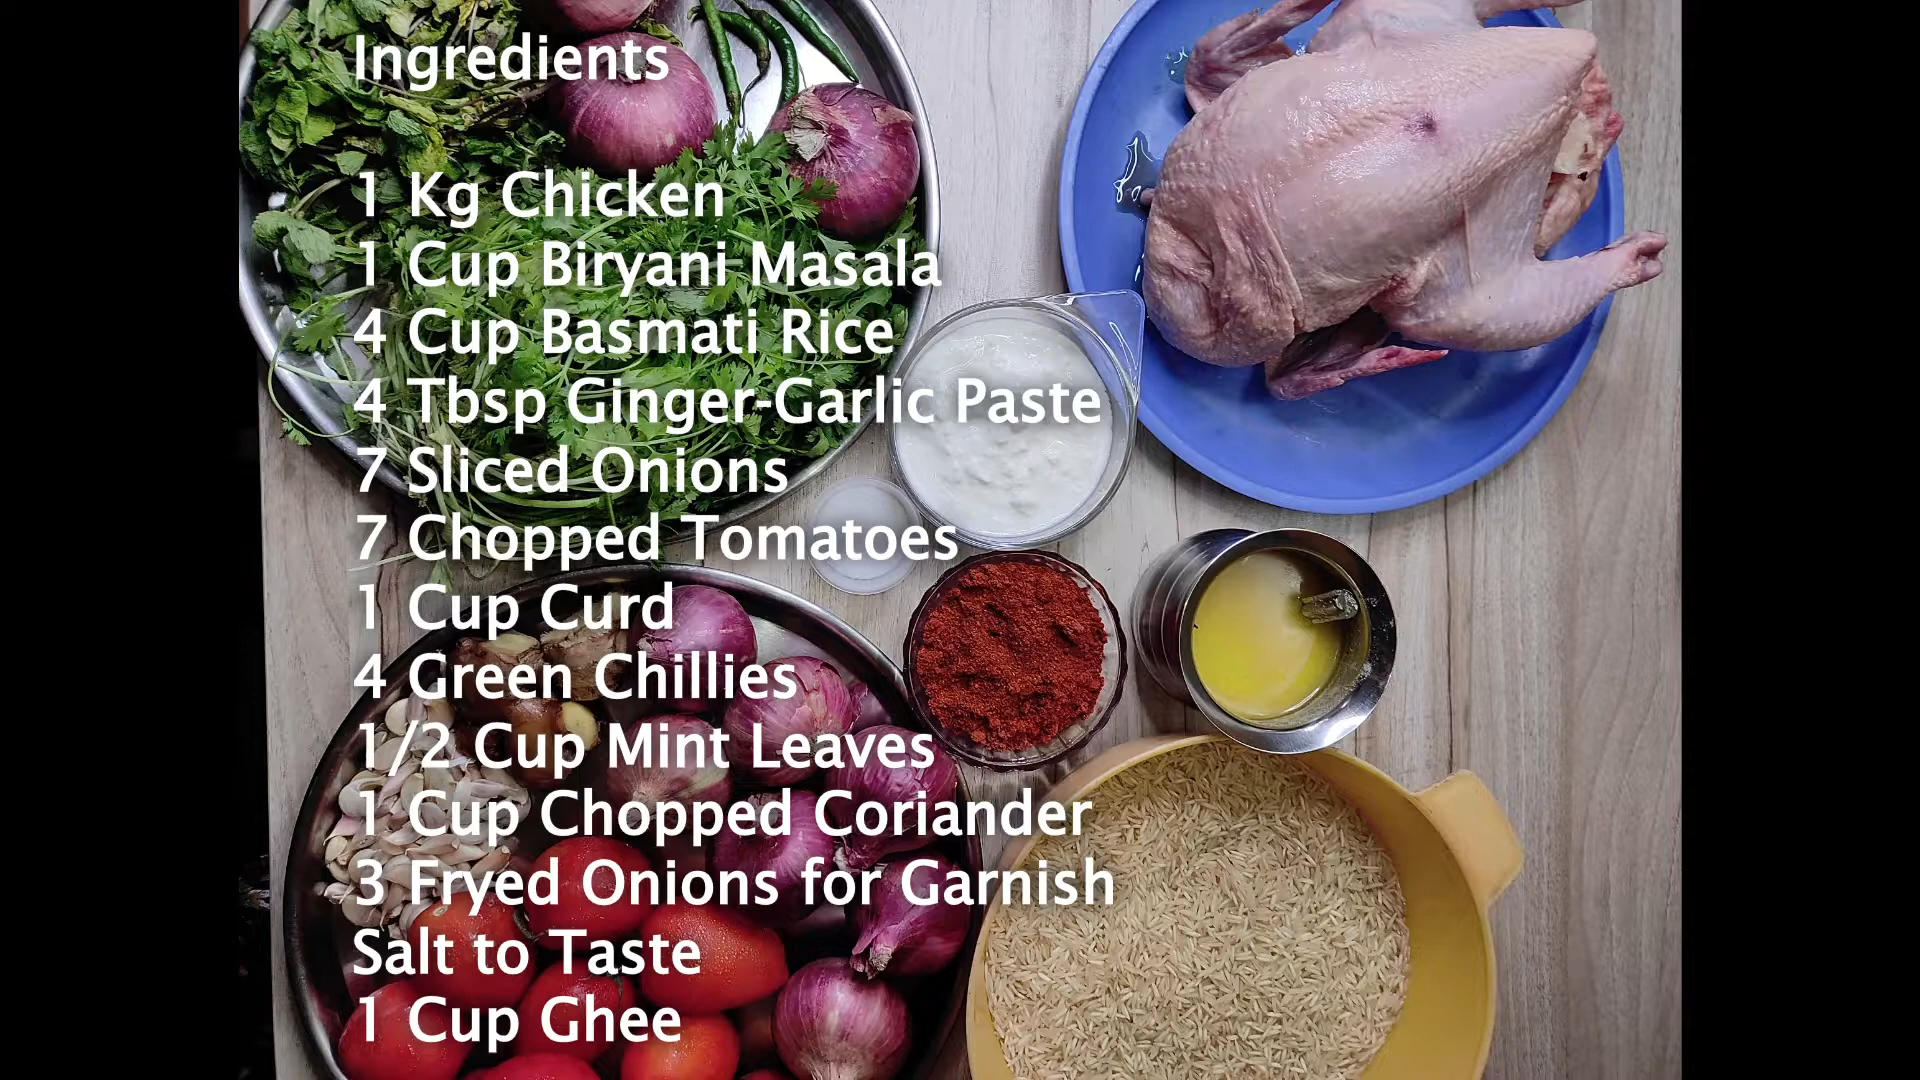 Ingredients
1 Kg Chicken
1 Cup Biryani Masala
4 Cup Basmati Rice
4 Tbsp Ginger-Garlic Paste
7 Sliced Onions
7 Chopped Tomatoes
1 Cup Curd
4 Green Chillies
1/2 Cup Mint Leaves
1 Cup Chopped Coriander
3 Fryed Onions for Garnish
Salt to Taste
1 Cup Ghee